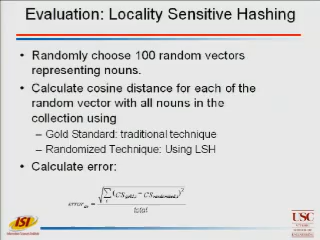 Evaluation: Locality Sensitive Hashing
• Randomly choose 100 random vectors
representing nouns.
• Calculate cosine distance for each of the
random vector with all nouns in the
collection using
– Gold Standard: traditional technique
– Randomized Technique: Using LSH
• Calculate error:
total
ISI
USC